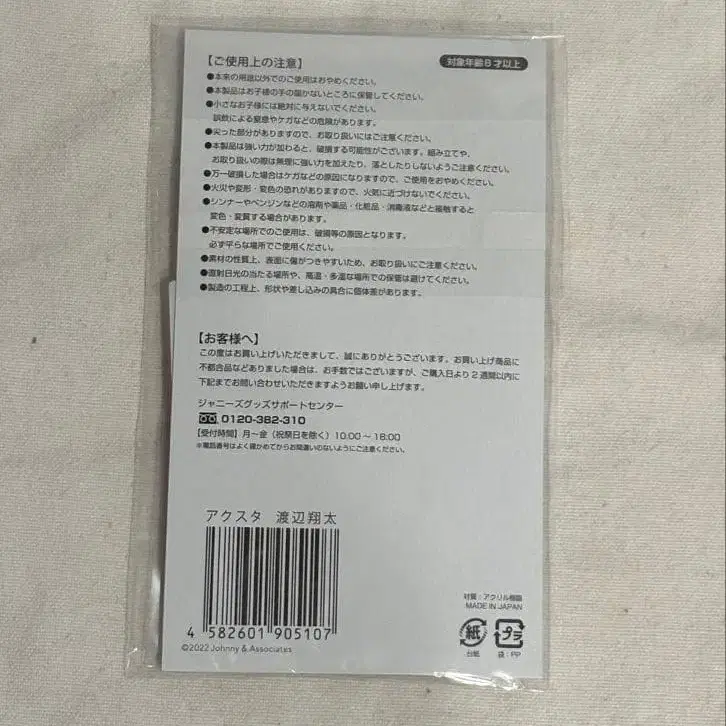 【ご使用上の注意】
対象年齢8才以上
●本来の用途以外でのご使用はおやめください。
●本製品はお子様の手の届かないところに保管してください。
●小さなお子様には絶対に与えないでください。
誤飲による窒息やケガなどの危険があります。
●尖った部分がありますので、お取り扱いにはご注意ください。
●本製品は強い力が加わると、破損する可能性がございます。組み立てや、
お取り扱いの際は無理に強い力を加えたり、落としたりしないようご注意ください。
●万一破損した場合はケガなどの原因になりますので、ご使用をおやめください。
●火災や変形・変色の恐れがありますので、火気に近づけないでください。
●シンナーやベンジンなどの溶剤や薬品・化粧品・消毒液などと接触すると
変色・変質する場合があります。
●不安定な場所でのご使用は、破損等の原因となります。
必ず平らな場所でご使用ください。
●素材の性質上、表面に傷がつきやすいため、お取り扱いにご注意ください。
●直射日光の当たる場所や、高温・多湿な場所での保管は避けてください。
●製造の工程上、形状や差し込みの具合に個体差があります。
【お客様へ】
この度はお買い上げいただきまして、誠にありがとうございます。お買い上げ商品に
不都合品などありました場合は、お手数ではございますが、ご購入日より2週間以内に
下記までお問い合わせいただきますようお願い申し上げます。
ジャニーズグッズサポートセンター
0120-382-310
【受付時間】月〜金（祝祭日を除く）10:00〜18:00
※電話番号はよく確かめてからお間違いのないようにご注意ください。
アクスタ 渡辺翔太
4 582601 905107
©2022 Johnny & Associates
材質：アクリル樹脂
MADE IN JAPAN
紙 プラ
台紙 袋：PP